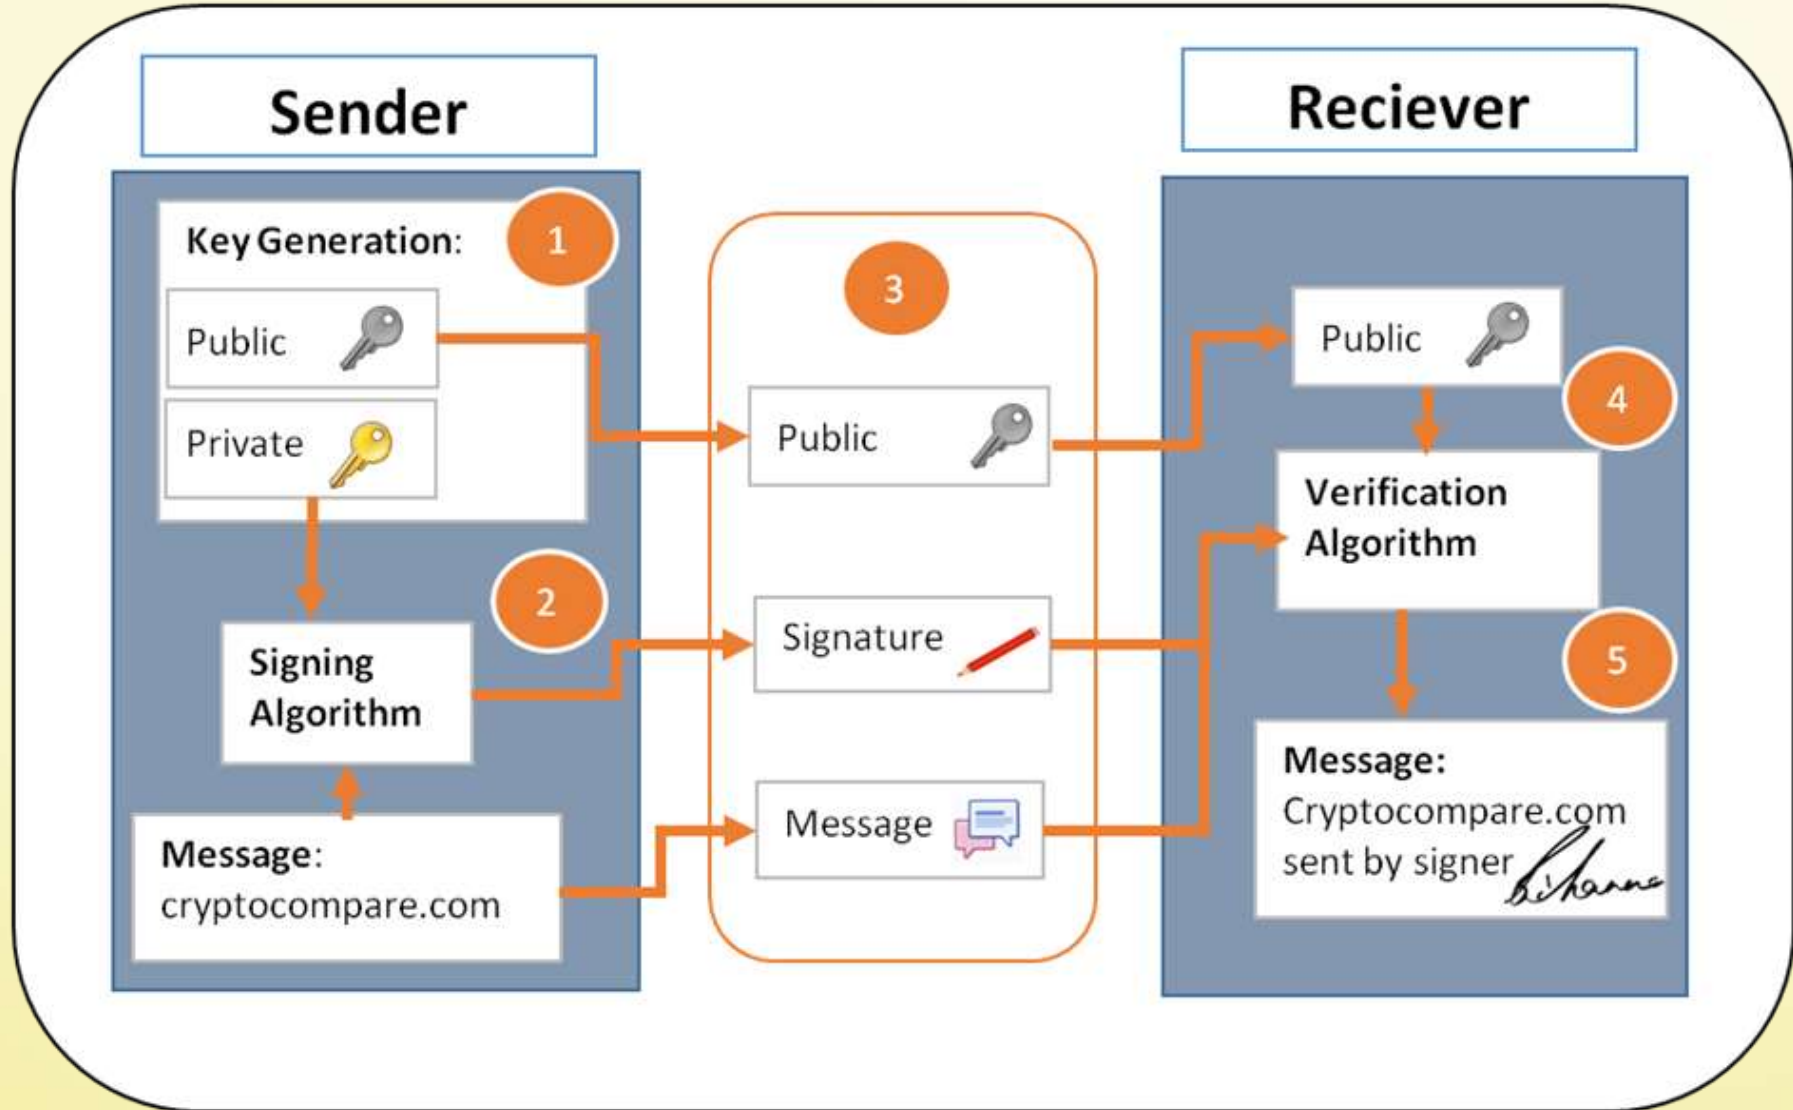 Sender
Key Generation:
1
Public
Private
2
Signing
Algorithm
Message:
cryptocompare.com
3
Public
Signature
Message
Reciever
Public
4
Verification
Algorithm
5
Message:
Cryptocompare.com
sent by signer